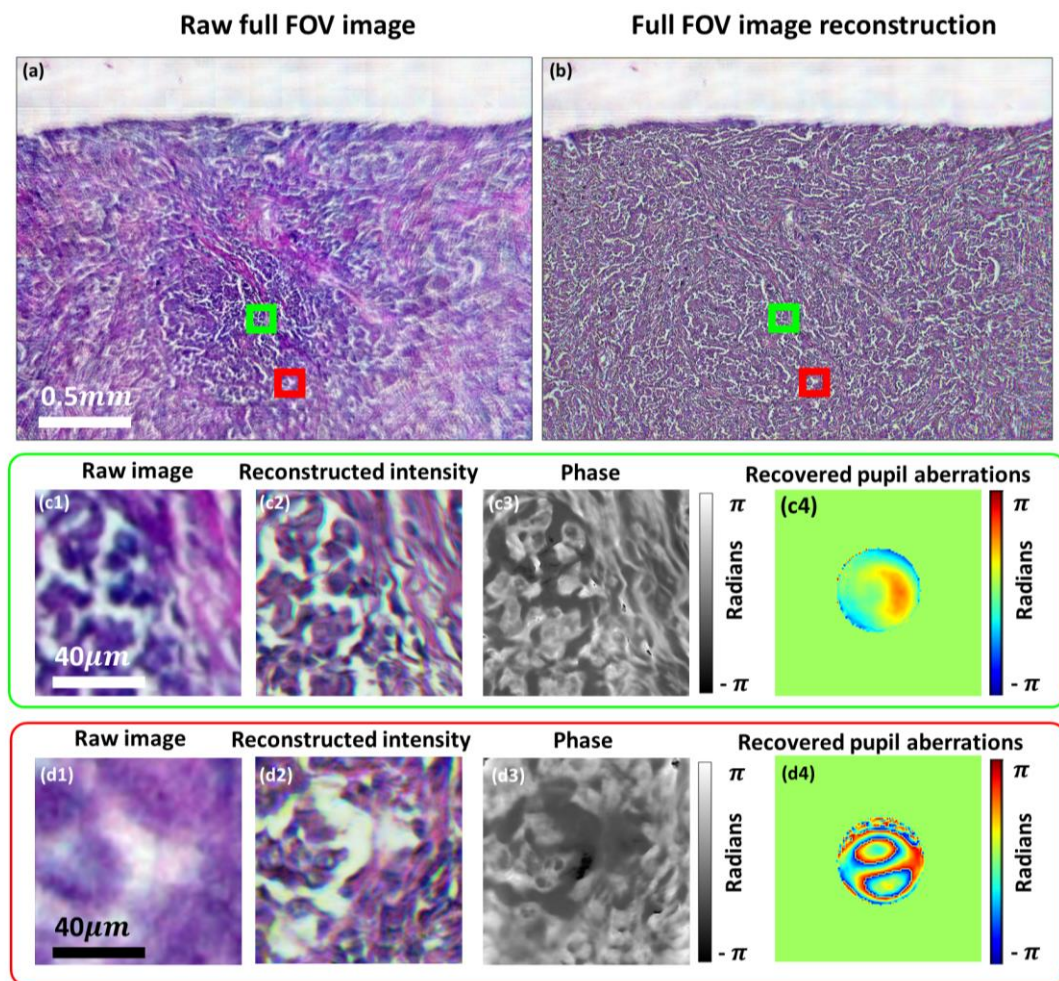 Raw full FOV image
Full FOV image reconstruction
(a)
(b)
0.5mm
Raw image
Reconstructed intensity
Phase
Recovered pupil aberrations
(c1)
(c2)
(c3)
(c4)
π
Radians
- π
π
Radians
- π
40μm
Raw image
Reconstructed intensity
Phase
Recovered pupil aberrations
(d1)
(d2)
(d3)
(d4)
π
Radians
- π
π
Radians
- π
40μm